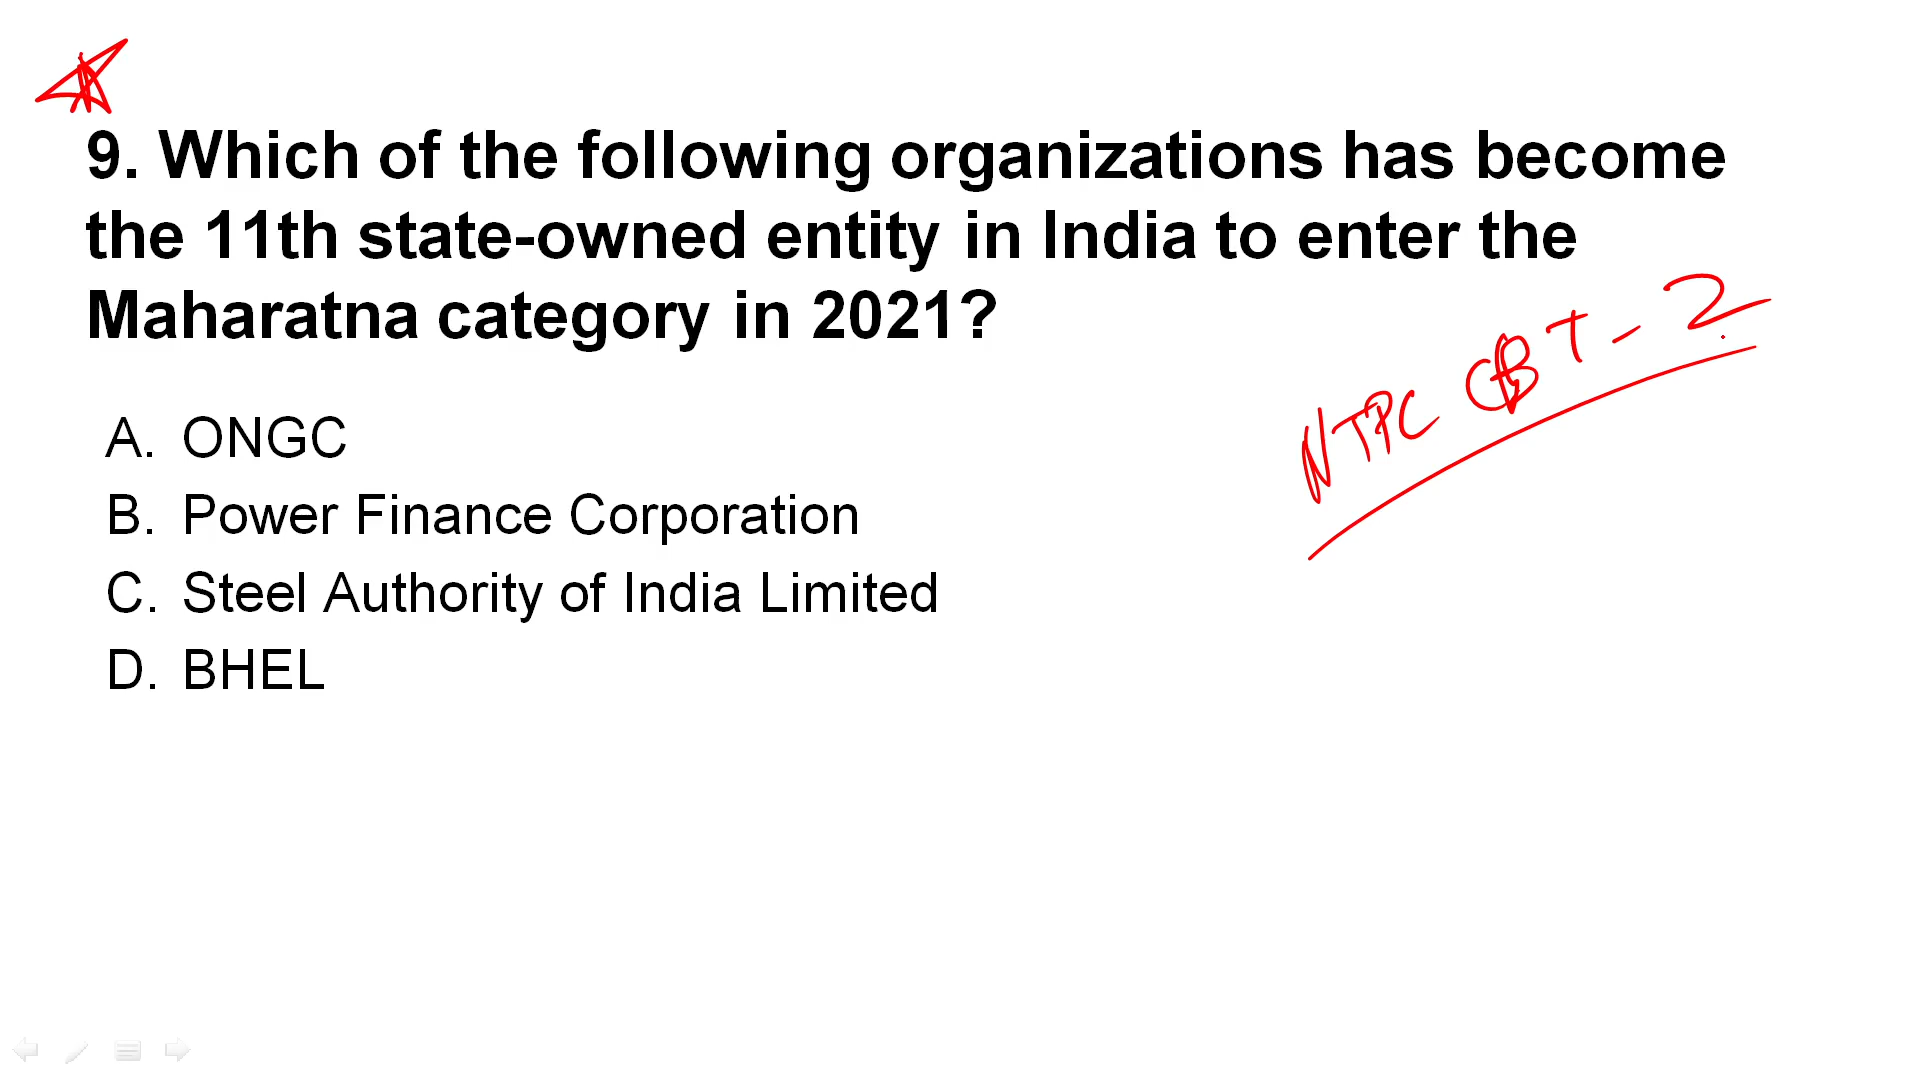 9. Which of the following organizations has become
the 11th state-owned entity in India to enter the
Maharatna category in 2021?
NTPC CBT - 2
A. ONGC
B. Power Finance Corporation
C. Steel Authority of India Limited
D. BHEL